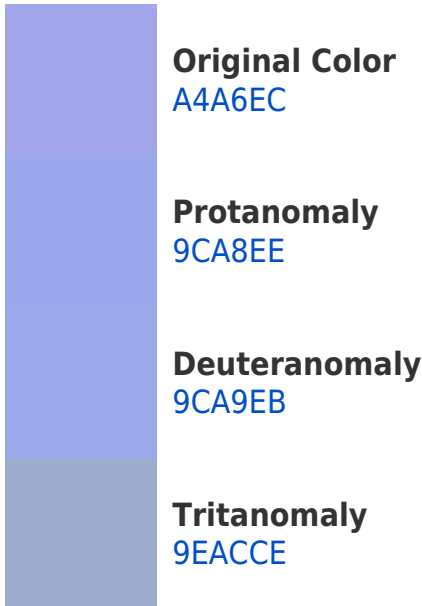 Original Color
A4A6EC
Protanomaly
9CA8EE
Deuteranomaly
9CA9EB
Tritanomaly
9EACCE